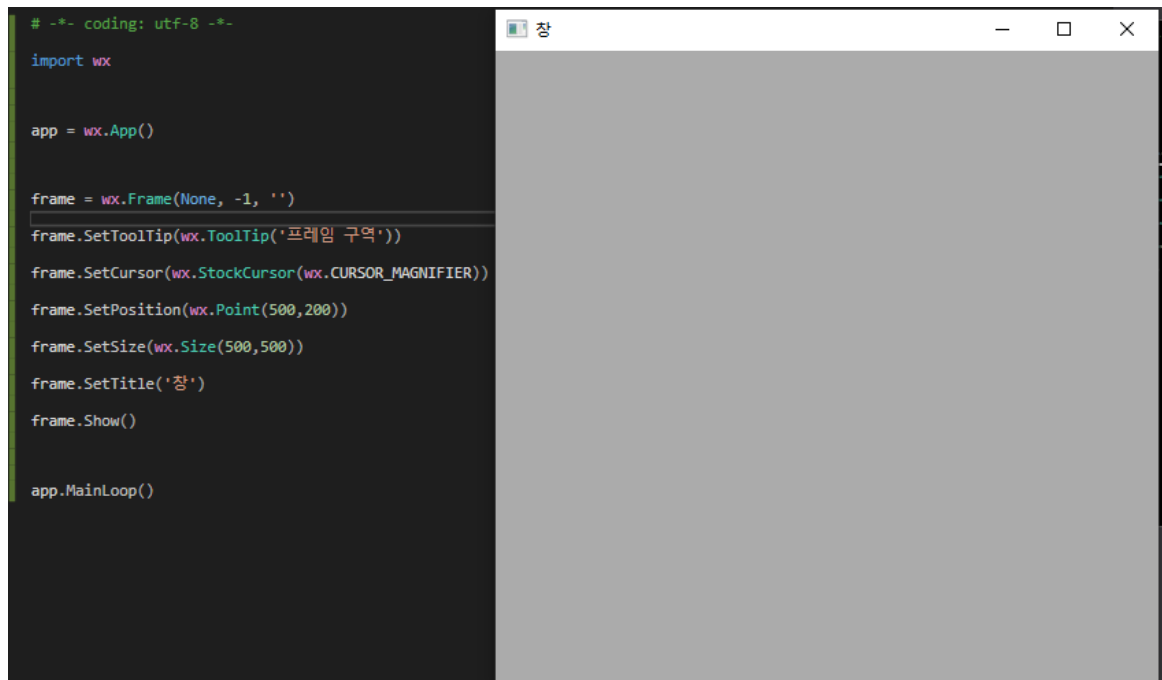 # -*- coding: utf-8 -*-
import wx
app = wx.App()
frame = wx.Frame(None, -1, '')
frame.SetToolTip(wx.ToolTip('프레임 구역'))
frame.SetCursor(wx.StockCursor(wx.CURSOR_MAGNIFIER))
frame.SetPosition(wx.Point(500,200))
frame.SetSize(wx.Size(500,500))
frame.SetTitle('창')
frame.Show()
app.MainLoop()
창